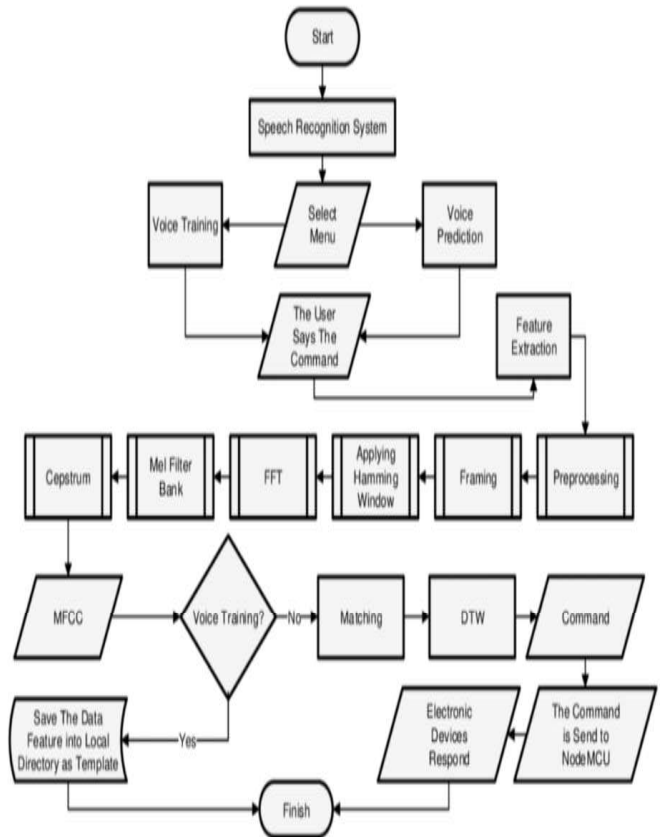 Start
Speech Recognition System
Voice Training
Select
Menu
Voice
Prediction
The User
Says The
Command
Feature
Extraction
Cepstrum
Mel Filter
Bank
FFT
Applying
Hamming
Window
Framing
Preprocessing
MFCC
Voice Training?
No
Matching
DTW
Command
Save The Data
Feature into Local
Directory as Template
Yes
Electronic
Devices
Respond
The Command
is Send to
NodeMCU
Finish